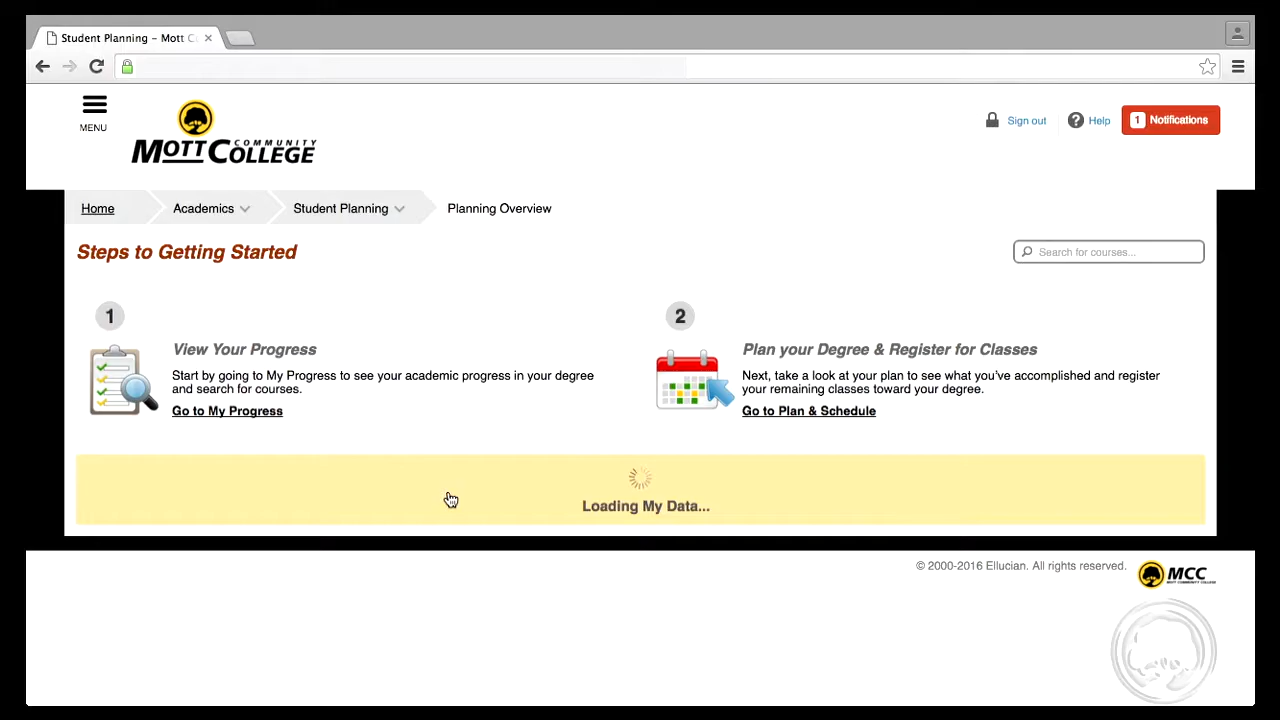 Student Planning – Mott C
MENU
MOTT COMMUNITY COLLEGE
Sign out
Help
1 Notifications
Home
Academics
Student Planning
Planning Overview
Steps to Getting Started
Search for courses...
1
View Your Progress
Start by going to My Progress to see your academic progress in your degree
and search for courses.
Go to My Progress
2
Plan your Degree & Register for Classes
Next, take a look at your plan to see what you've accomplished and register
your remaining classes toward your degree.
Go to Plan & Schedule
Loading My Data...
© 2000-2016 Ellucian. All rights reserved.
MCC
MOTT COMMUNITY COLLEGE